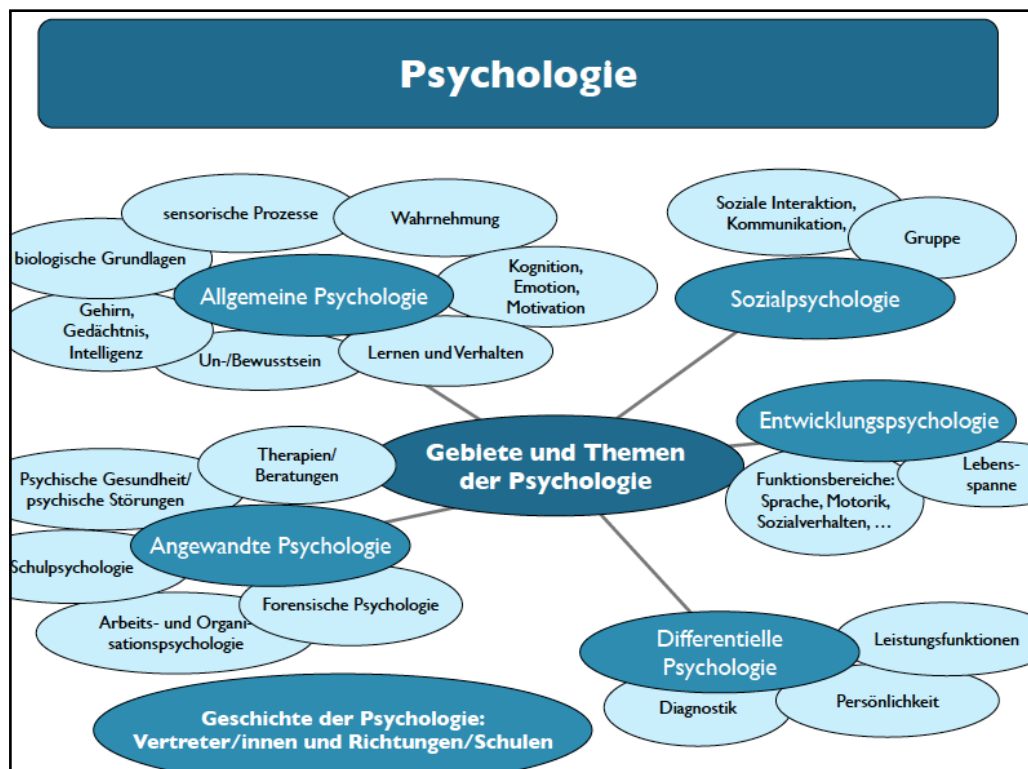 Psychologie
sensorische Prozesse
Wahrnehmung
biologische Grundlagen
Allgemeine Psychologie
Kognition,
Emotion,
Motivation
Gehirn,
Gedächtnis,
Intelligenz
Un-/Bewusstsein
Lernen und Verhalten
Soziale Interaktion,
Kommunikation,
Gruppe
Sozialpsychologie
Gebiete und Themen
der Psychologie
Entwicklungspsychologie
Funktionsbereiche:
Sprache, Motorik,
Sozialverhalten, …
Lebens-
spanne
Therapien/
Beratungen
Psychische Gesundheit/
psychische Störungen
Angewandte Psychologie
Schulpsychologie
Forensische Psychologie
Arbeits- und Organi-
sationspsychologie
Differentielle
Psychologie
Leistungsfunktionen
Diagnostik
Persönlichkeit
Geschichte der Psychologie:
Vertreter/innen und Richtungen/Schulen